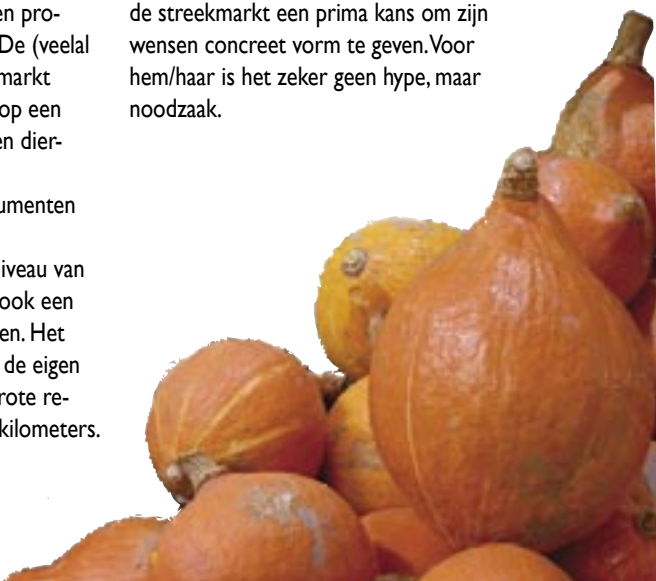 en pro-
De (veelal
markt
op een
en dier-
umenten
iveau van
ook een
en. Het
de eigen
rote re-
kilometers.
de streekmarkt een prima kans om zijn
wensen concreet vorm te geven. Voor
hem/haar is het zeker geen hype, maar
noodzaak.